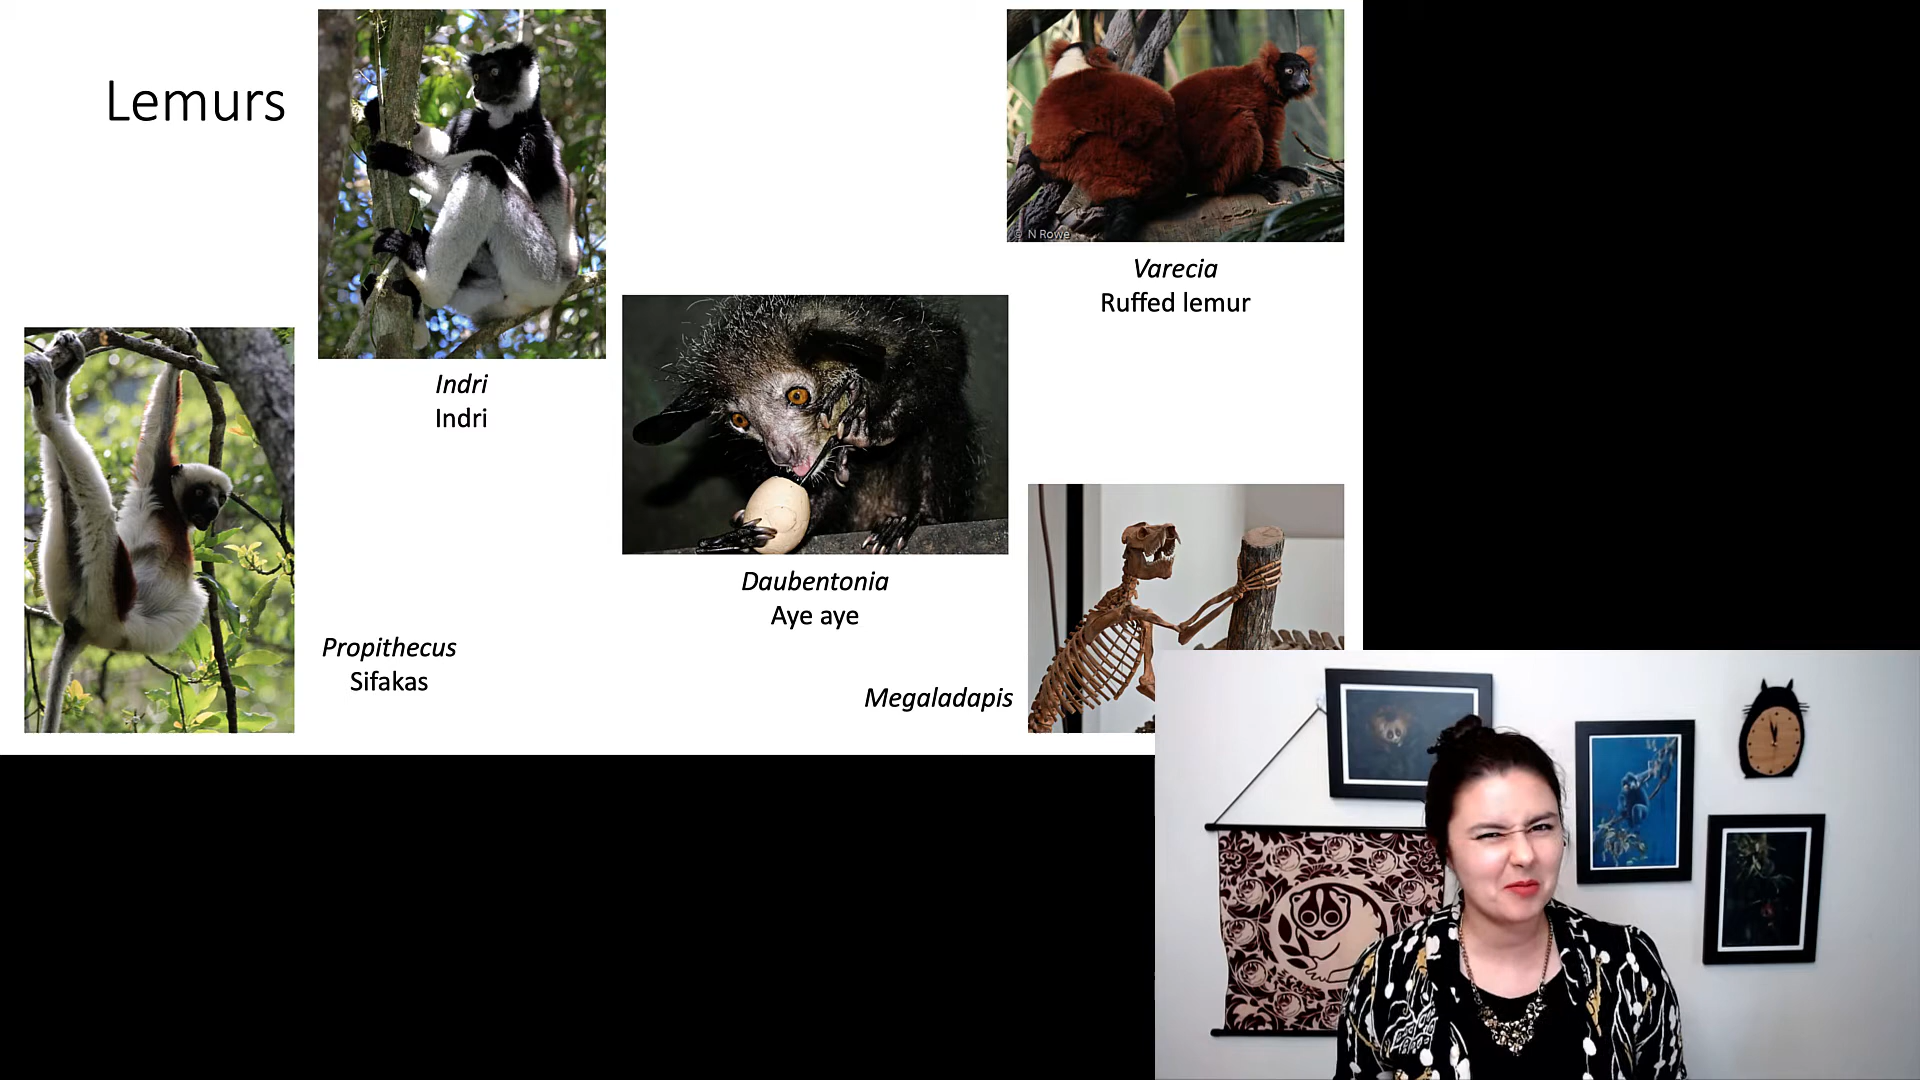 Lemurs
© N Rowe
Varecia
Ruffed lemur
Indri
Indri
Daubentonia
Aye aye
Propithecus
Sifakas
Megaladapis